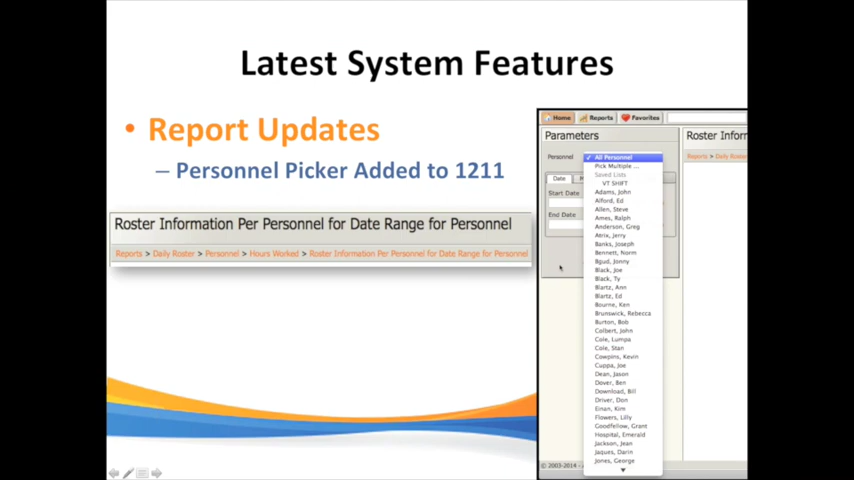 Latest System Features
• Report Updates
– Personnel Picker Added to 1211
Roster Information Per Personnel for Date Range for Personnel
Reports > Daily Roster > Personnel > Hours Worked > Roster Information Per Personnel for Date Range for Personnel
Home Reports Favorites
Parameters
Roster Inform
Personnel
Reports > Daily Roste
Date
M
Start Date
End Date
✓ All Personnel
Pick Multiple ...
Saved Lists
VT SHIFT
Adams, John
Alford, Ed
Allen, Steve
Ames, Ralph
Anderson, Greg
Atrix, Jerry
Banks, Joseph
Bennett, Norm
Bgud, Jonny
Black, Joe
Black, Ty
Blartz, Ann
Blartz, Ed
Bourne, Ken
Brunswick, Rebecca
Burton, Bob
Colbert, John
Cole, Lumpa
Cole, Stan
Cowpins, Kevin
Cuppa, Joe
Dean, Jason
Dover, Ben
Download, Bill
Driver, Don
Einan, Kim
Flowers, Lilly
Goodfellow, Grant
Hospital, Emerald
Jackson, Jean
Jaques, Darin
Jones, George
© 2003-2014 -